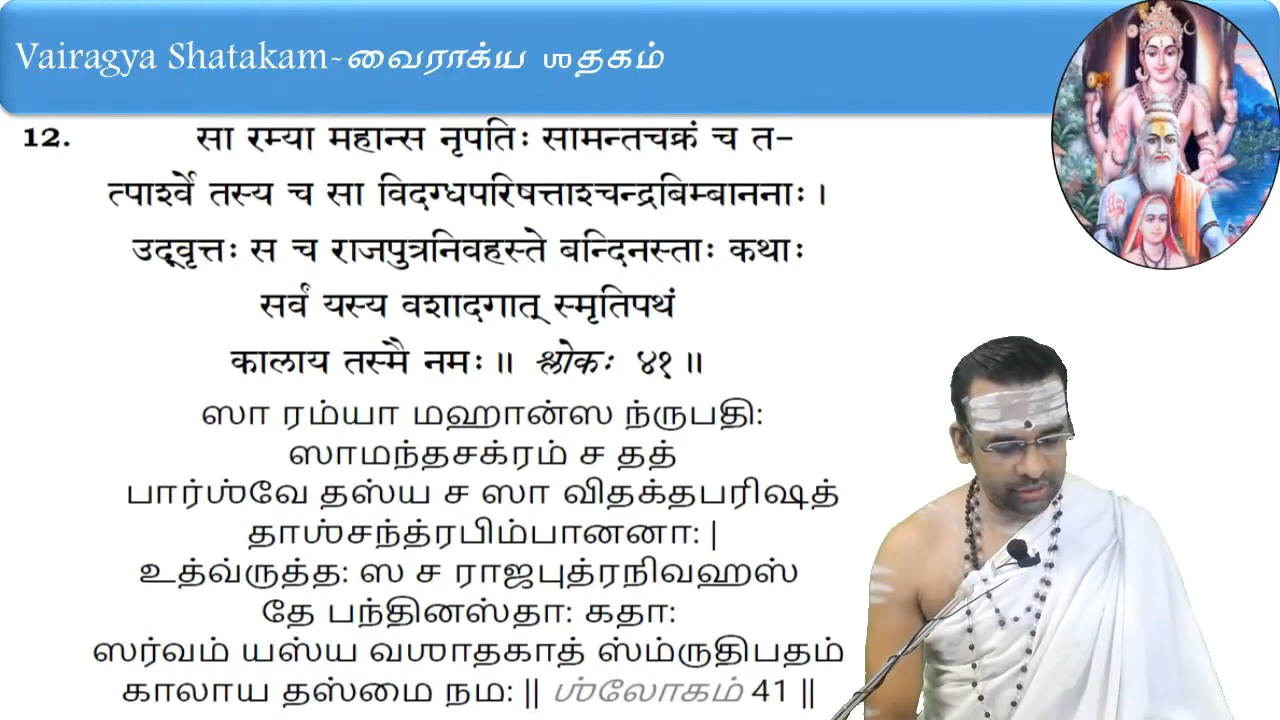 Vairagya Shatakam-வைராக்ய ஶதகம்
12. सा रम्या महान्स नृपतिः सामन्तचक्रं च त-
त्पार्श्वे तस्य च सा विदग्धपरिषत्ताश्चन्द्रबिम्बाननाः ।
उद्‌वृत्तः स च राजपुत्रनिवहस्ते बन्दिनस्ताः कथाः
सर्वं यस्य वशादगात् स्मृतिपथं
कालाय तस्मै नमः ॥ श्लोकः ४१ ॥
ஸா ரம்யா மஹான்ஸ ந்ருபதி:
ஸாமந்தசக்ரம் ச தத்
பார்ஶ்வே தஸ்ய ச ஸா விதக்தபரிஷத்
தாஶ்சந்த்ரபிம்பானனா: |
உத்வ்ருத்த: ஸ ச ராஜபுத்ரநிவஹஸ்
தே பந்தினஸ்தா: கதா:
ஸர்வம் யஸ்ய வஶாதகாத் ஸ்ம்ருதிபதம்
காலாய தஸ்மை நம: || ஶ்லோகம் 41 ||